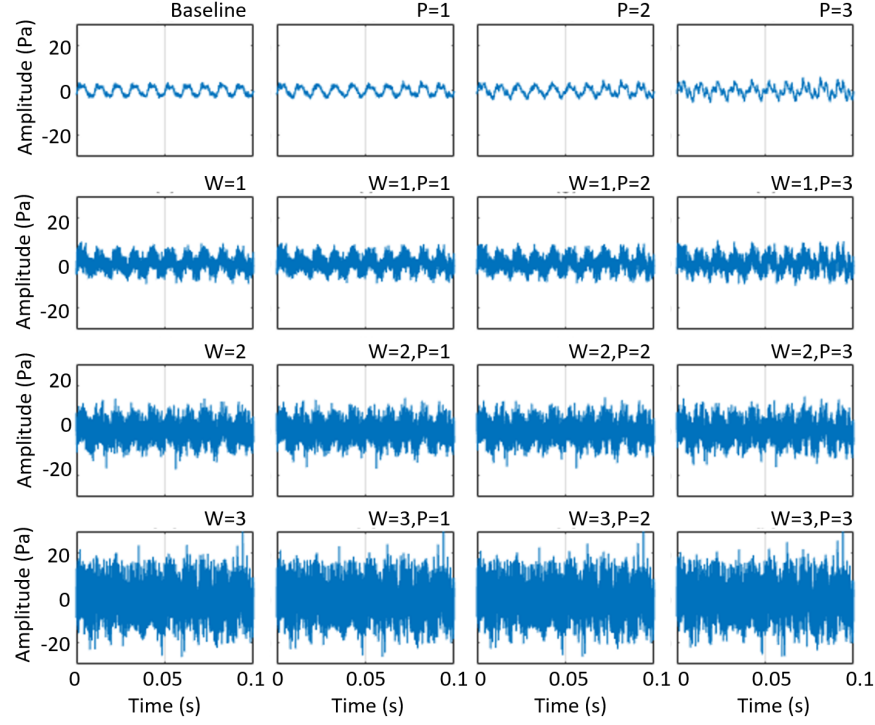 Baseline P=1 P=2 P=3
Amplitude (Pa)
20
0
-20
W=1 W=1,P=1 W=1,P=2 W=1,P=3
Amplitude (Pa)
20
0
-20
W=2 W=2,P=1 W=2,P=2 W=2,P=3
Amplitude (Pa)
20
0
-20
W=3 W=3,P=1 W=3,P=2 W=3,P=3
Amplitude (Pa)
20
0
-20
0 0.05 0.1 0 0.05 0.1 0 0.05 0.1 0 0.05 0.1
Time (s) Time (s) Time (s) Time (s)